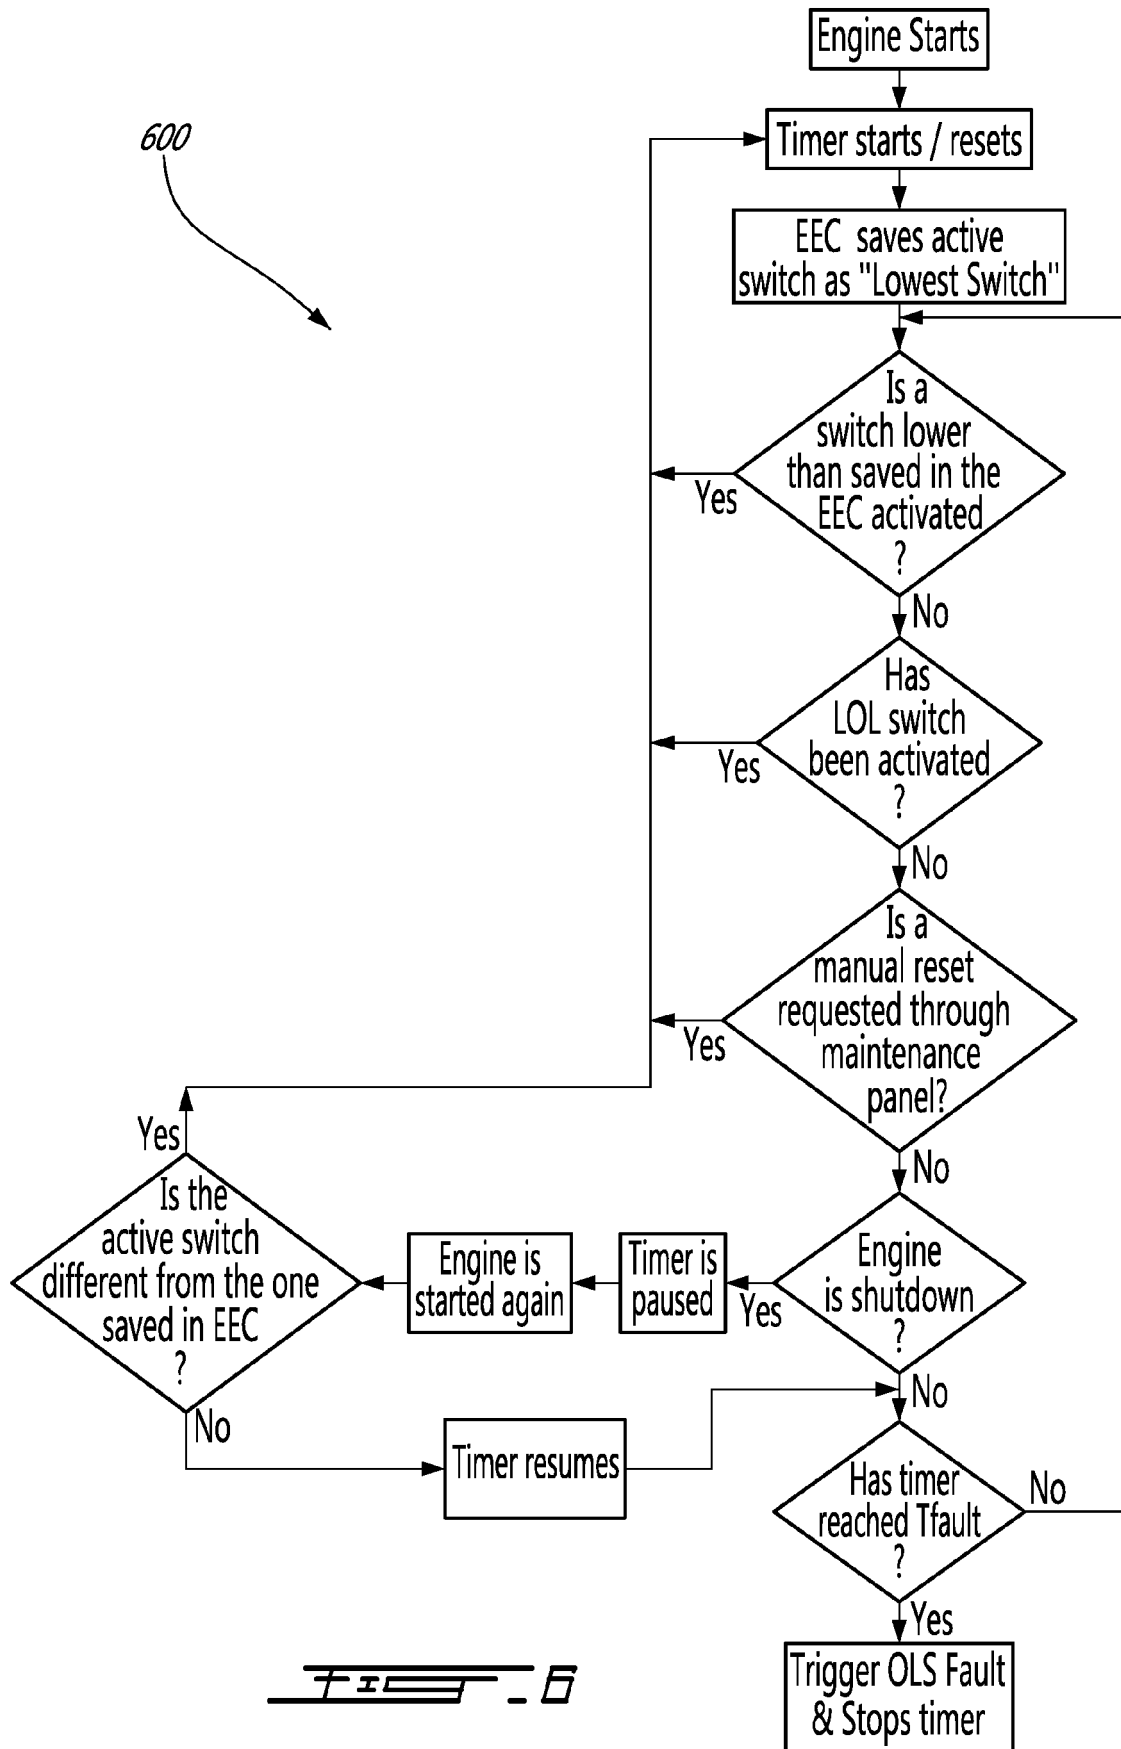 Engine Starts
600
Timer starts / resets
EEC saves active
switch as "Lowest Switch"
Is a
switch lower
than saved in the
EEC activated
?
Yes
No
Has
LOL switch
been activated
?
Yes
No
Is a
manual reset
requested through
maintenance
panel?
Yes
No
Yes
Is the
active switch
different from the one
saved in EEC
?
Engine is
started again
Timer is
paused
Yes
Engine
is shutdown
?
No
No
Timer resumes
Has timer
reached Tfault
?
No
Yes
Trigger OLS Fault
& Stops timer
FIG_6